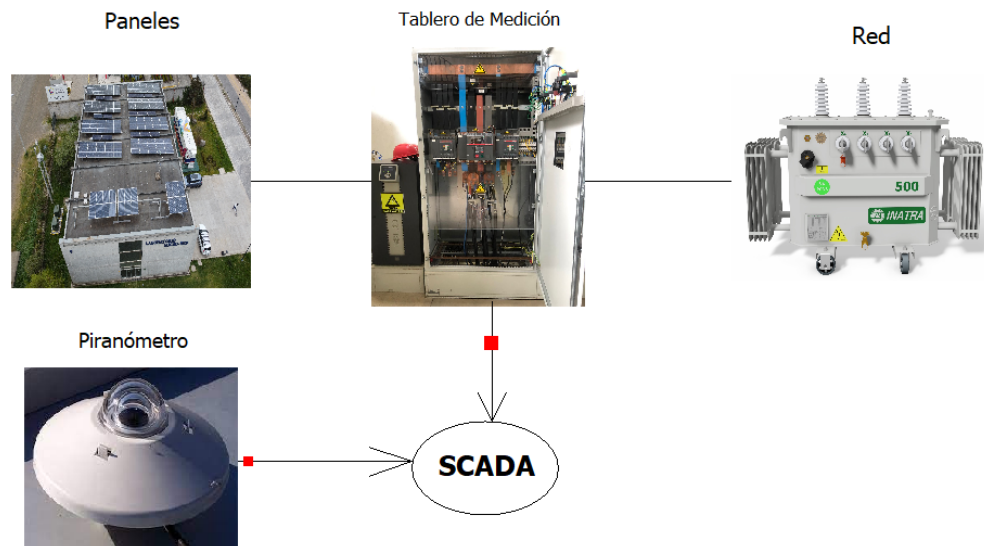 Paneles
Tablero de Medición
Red
500
INATRA
Piranómetro
SCADA